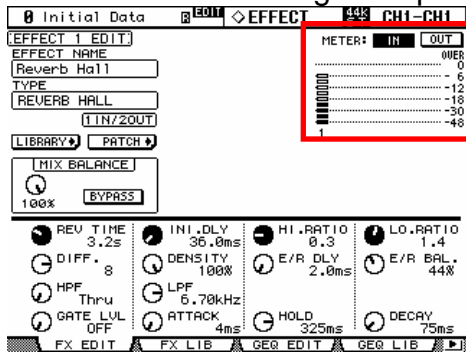 0 Initial Data EDIT EFFECT 44K CH1-CH1
EFFECT 1 EDIT
EFFECT NAME
Reverb Hall
TYPE
REVERB HALL
1IN/2OUT
LIBRARY PATCH
MIX BALANCE
100% BYPASS
METER: IN OUT
OVER
0
-6
-12
-18
-30
-48
1
REV TIME 3.2s INI.DLY 36.0ms HI.RATIO 0.3 LO.RATIO 1.4
DIFF. 8 DENSITY 100% E/R DLY 2.0ms E/R BAL. 44%
HPF Thru LPF 6.70kHz
GATE LVL OFF ATTACK 4ms HOLD 325ms DECAY 75ms
FX EDIT FX LIB GEQ EDIT GEQ LIB